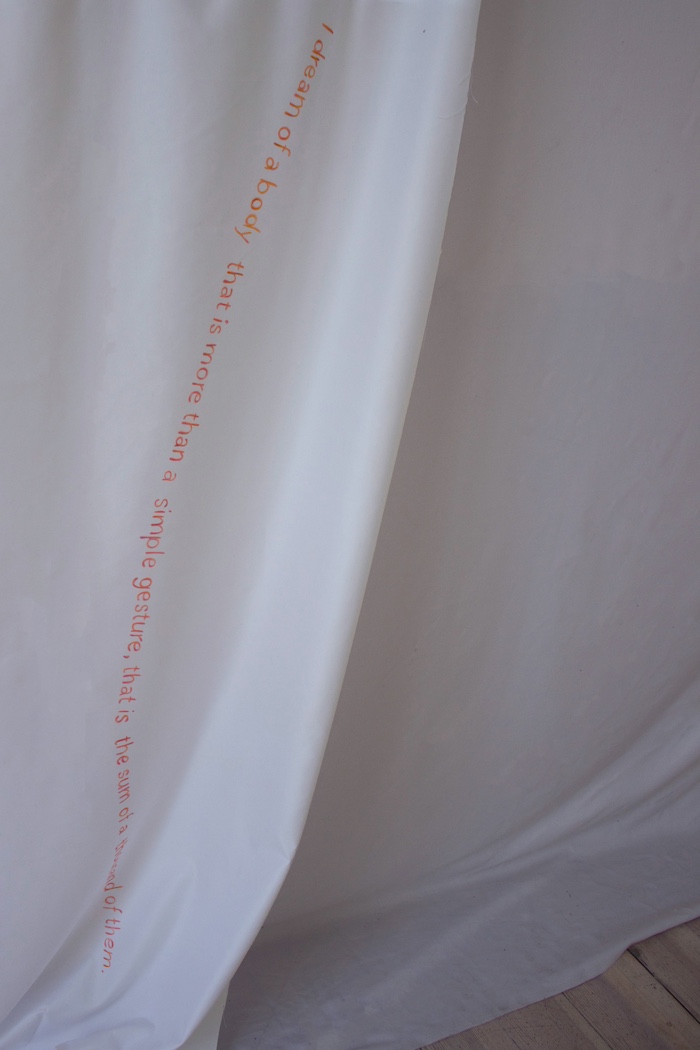 I dream of a body that is more than a simple gesture, that is the sum of a of them.